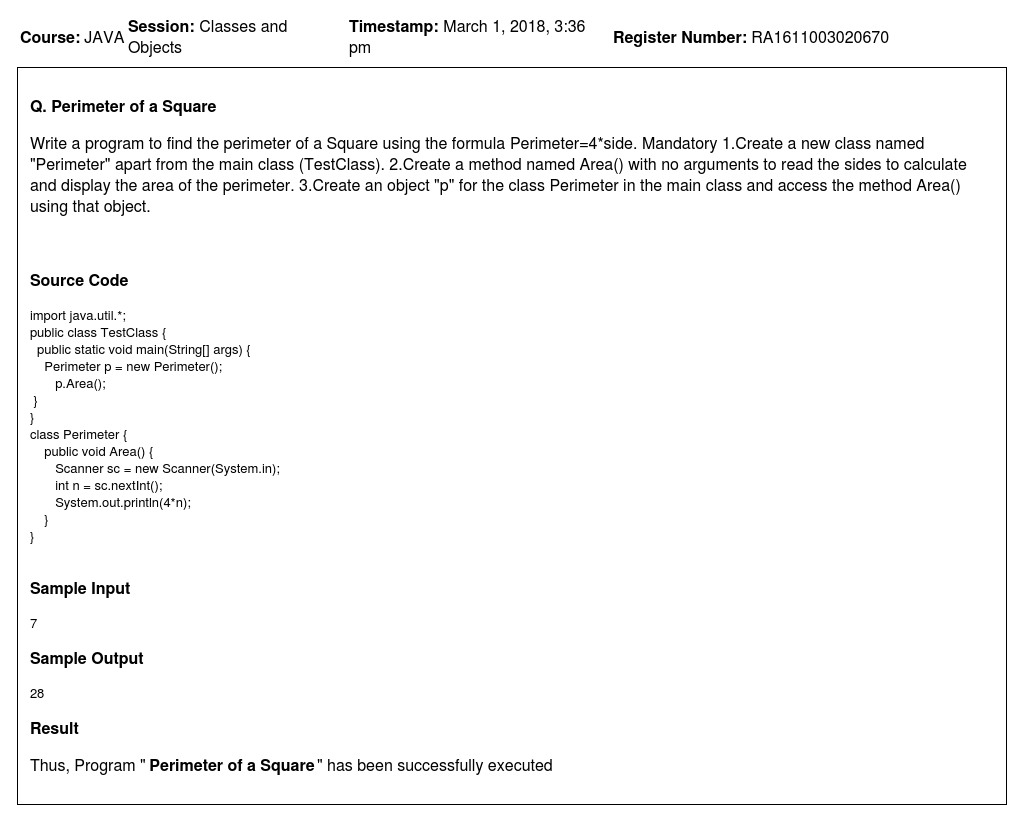 Course: JAVA Session: Classes and Objects Timestamp: March 1, 2018, 3:36 pm Register Number: RA1611003020670
Q. Perimeter of a Square
Write a program to find the perimeter of a Square using the formula Perimeter=4*side. Mandatory 1.Create a new class named
"Perimeter" apart from the main class (TestClass). 2.Create a method named Area() with no arguments to read the sides to calculate
and display the area of the perimeter. 3.Create an object "p" for the class Perimeter in the main class and access the method Area()
using that object.
Source Code
import java.util.*;
public class TestClass {
  public static void main(String[] args) {
    Perimeter p = new Perimeter();
       p.Area();
 }
}
class Perimeter {
    public void Area() {
       Scanner sc = new Scanner(System.in);
       int n = sc.nextInt();
       System.out.println(4*n);
    }
}
Sample Input
7
Sample Output
28
Result
Thus, Program " Perimeter of a Square " has been successfully executed